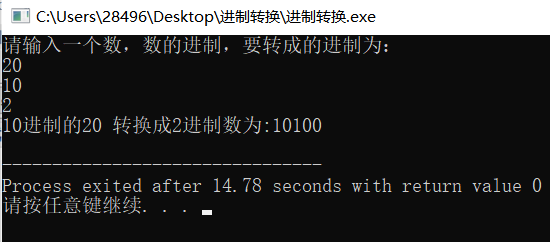 C:\Users\28496\Desktop\进制转换\进制转换.exe
请输入一个数，数的进制，要转成的进制为：
20
10
2
10进制的20 转换成2进制数为:10100
--------------------------------
Process exited after 14.78 seconds with return value 0
请按任意键继续. . .